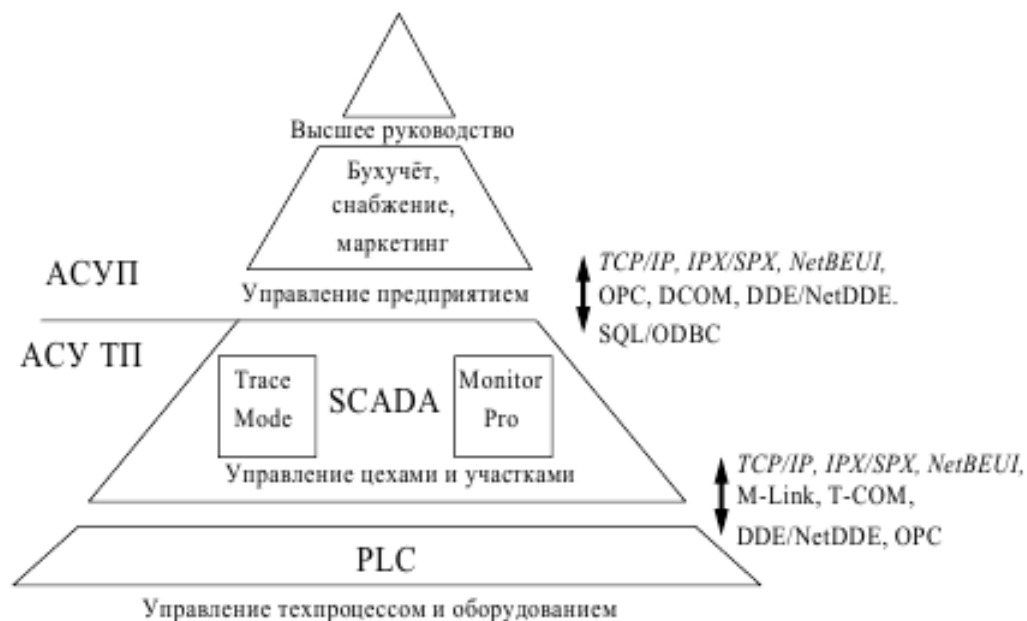 Высшее руководство
Бухучёт,
снабжение,
маркетинг
АСУП
Управление предприятием
TCP/IP, IPX/SPX, NetBEUI,
OPC, DCOM, DDE/NetDDE.
SQL/ODBC
АСУ ТП
Trace
Mode
SCADA
Monitor
Pro
Управление цехами и участками
TCP/IP, IPX/SPX, NetBEUI,
M-Link, T-COM,
DDE/NetDDE, OPC
PLC
Управление техпроцессом и оборудованием